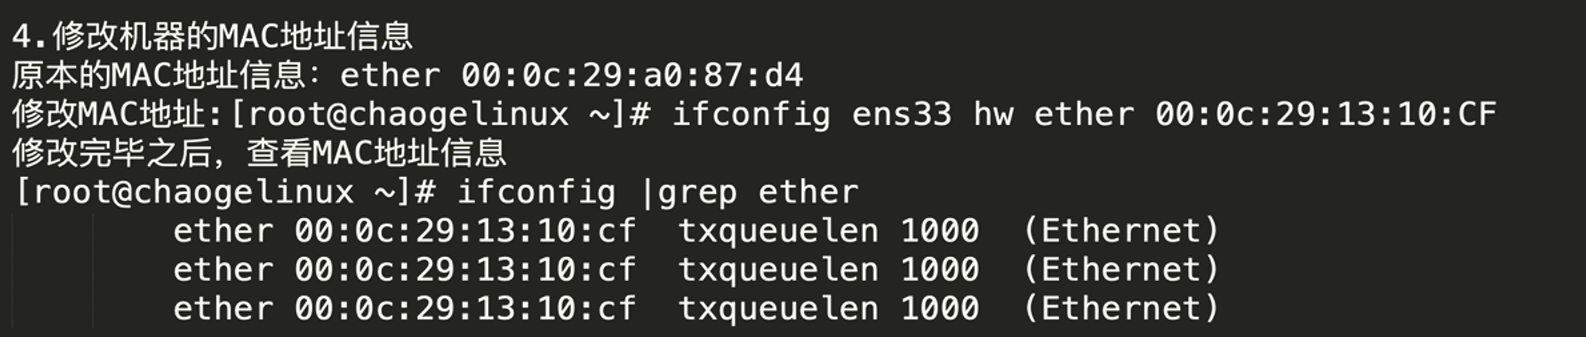 4.修改机器的MAC地址信息
原本的MAC地址信息：ether 00:0c:29:a0:87:d4
修改MAC地址:[root@chaogelinux ~]# ifconfig ens33 hw ether 00:0c:29:13:10:CF
修改完毕之后，查看MAC地址信息
[root@chaogelinux ~]# ifconfig |grep ether
        ether 00:0c:29:13:10:cf  txqueuelen 1000  (Ethernet)
        ether 00:0c:29:13:10:cf  txqueuelen 1000  (Ethernet)
        ether 00:0c:29:13:10:cf  txqueuelen 1000  (Ethernet)